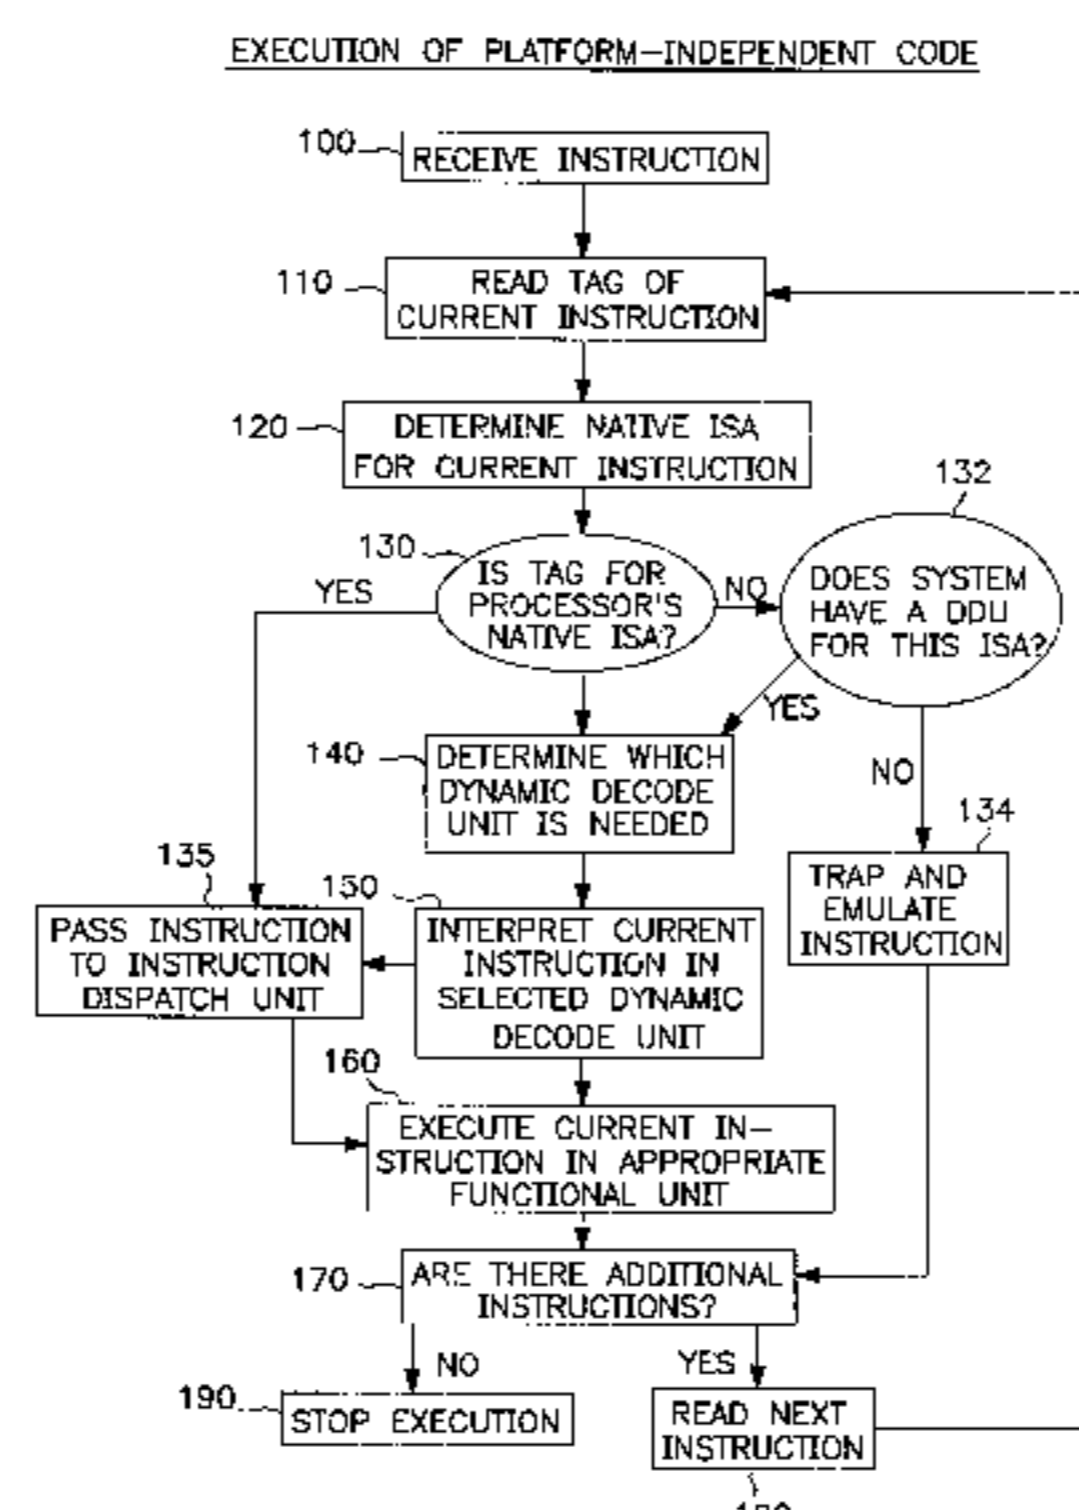 EXECUTION OF PLATFORM-INDEPENDENT CODE
100
RECEIVE INSTRUCTION
110
READ TAG OF
CURRENT INSTRUCTION
120
DETERMINE NATIVE ISA
FOR CURRENT INSTRUCTION
132
130
IS TAG FOR
PROCESSOR'S
NATIVE ISA?
YES
NO
DOES SYSTEM
HAVE A DDU
FOR THIS ISA?
YES
NO
140
DETERMINE WHICH
DYNAMIC DECODE
UNIT IS NEEDED
134
TRAP AND
EMULATE
INSTRUCTION
135
PASS INSTRUCTION
TO INSTRUCTION
DISPATCH UNIT
150
INTERPRET CURRENT
INSTRUCTION IN
SELECTED DYNAMIC
DECODE UNIT
160
EXECUTE CURRENT IN-
STRUCTION IN APPROPRIATE
FUNCTIONAL UNIT
170
ARE THERE ADDITIONAL
INSTRUCTIONS?
NO
YES
190
STOP EXECUTION
READ NEXT
INSTRUCTION